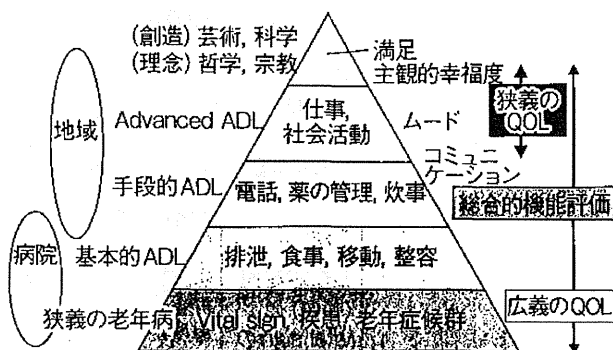 (創造) 芸術, 科学
(理念) 哲学, 宗教
満足
主観的幸福度
地域
Advanced ADL
仕事,
社会活動
ムード
狭義の
QOL
コミュニ
ケーション
手段的ADL
電話, 薬の管理, 炊事
総合的機能評価
病院
基本的ADL
排泄, 食事, 移動, 整容
広義のQOL
狭義の老年病
Vital sign, 疾患, 老年症候群